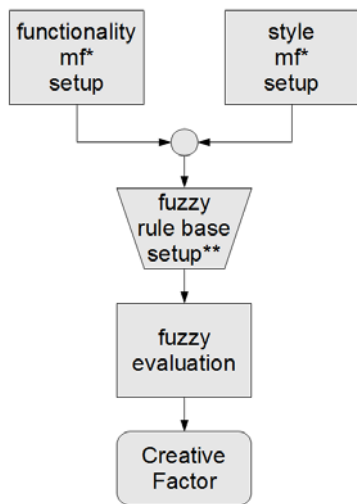 functionality
mf*
setup
style
mf*
setup
fuzzy
rule base
setup**
fuzzy
evaluation
Creative
Factor